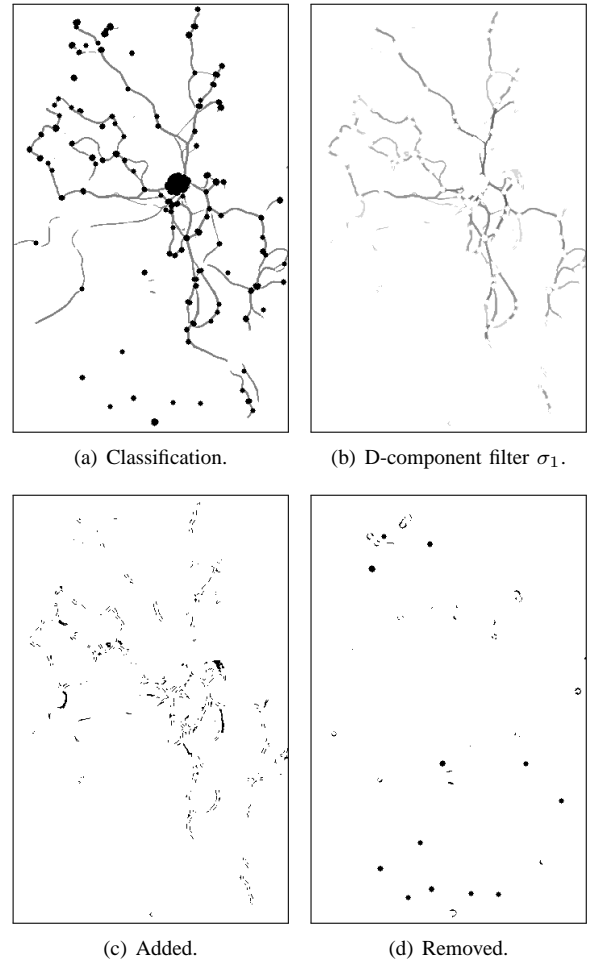 (a) Classification.
(b) D-component filter σ₁.
(c) Added.
(d) Removed.